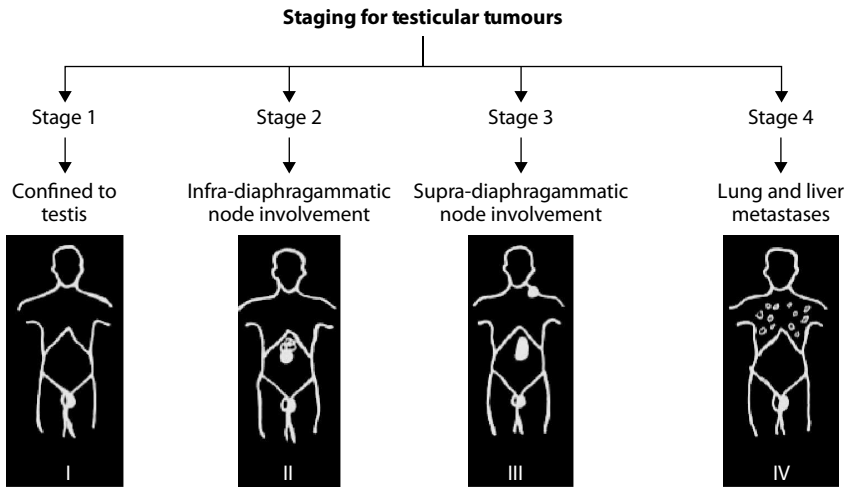 Staging for testicular tumours
Stage 1
Stage 2
Stage 3
Stage 4
Confined to
testis
Infra-diaphragammatic
node involvement
Supra-diaphragammatic
node involvement
Lung and liver
metastases
I
II
III
IV